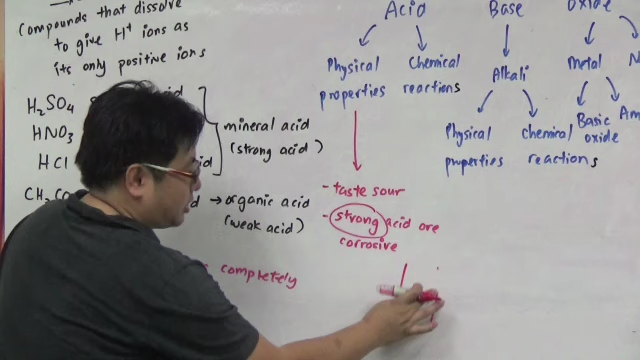 Compounds that dissolve
to give H⁺ ions as
its only positive ions
H₂SO₄
HNO₃
HCl
mineral acid
(strong acid)
→ organic acid
(weak acid)
completely
Acid
Physical properties
Chemical reactions
- taste sour
- strong acid are
corrosive
Base
Alkali
Physical properties
chemical reactions
Oxide
Metal
Basic oxide